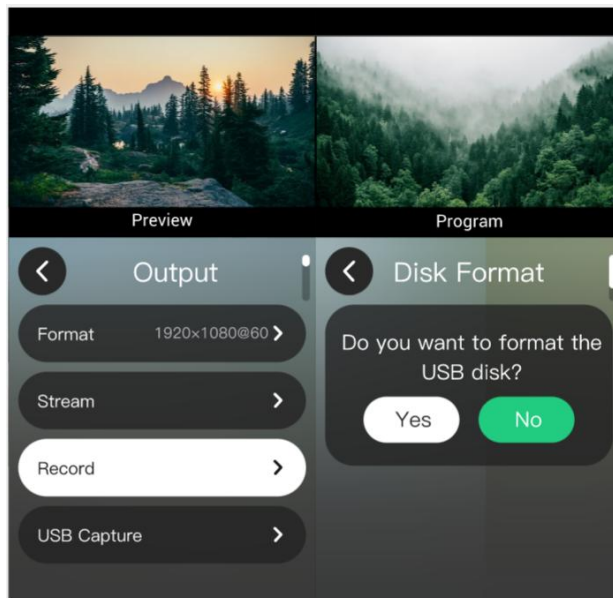 Preview
Program
Output
Format 1920×1080@60
Stream
Record
USB Capture
Disk Format
Do you want to format the
USB disk?
Yes No